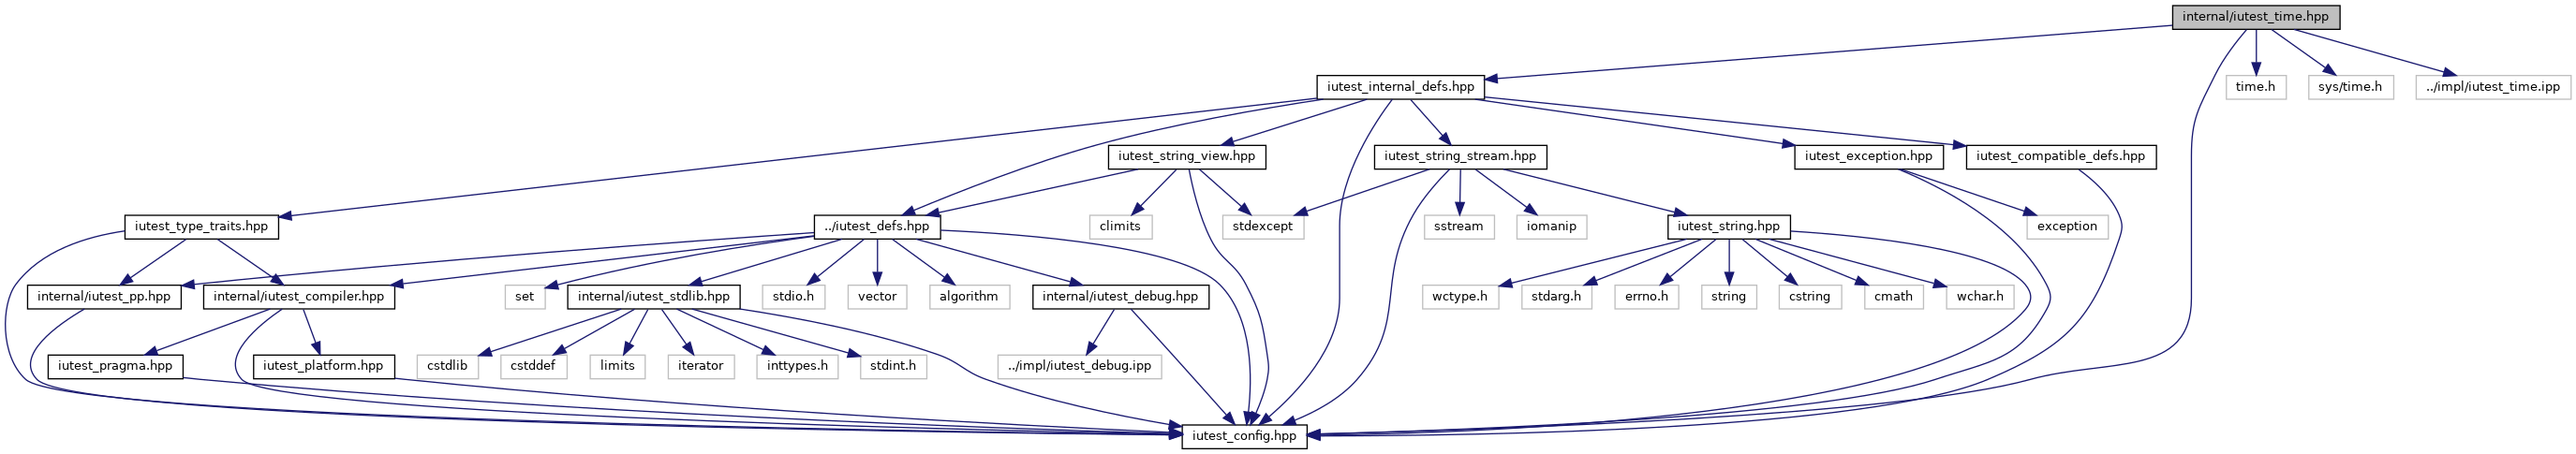 internal/iutest_time.hpp
iutest_internal_defs.hpp
time.h
sys/time.h
../impl/iutest_time.ipp
iutest_string_view.hpp
iutest_string_stream.hpp
iutest_exception.hpp
iutest_compatible_defs.hpp
iutest_type_traits.hpp
../iutest_defs.hpp
climits
stdexcept
sstream
iomanip
iutest_string.hpp
exception
internal/iutest_pp.hpp
internal/iutest_compiler.hpp
set
internal/iutest_stdlib.hpp
stdio.h
vector
algorithm
internal/iutest_debug.hpp
wctype.h
stdarg.h
errno.h
string
cstring
cmath
wchar.h
iutest_pragma.hpp
iutest_platform.hpp
cstdlib
cstddef
limits
iterator
inttypes.h
stdint.h
../impl/iutest_debug.ipp
iutest_config.hpp